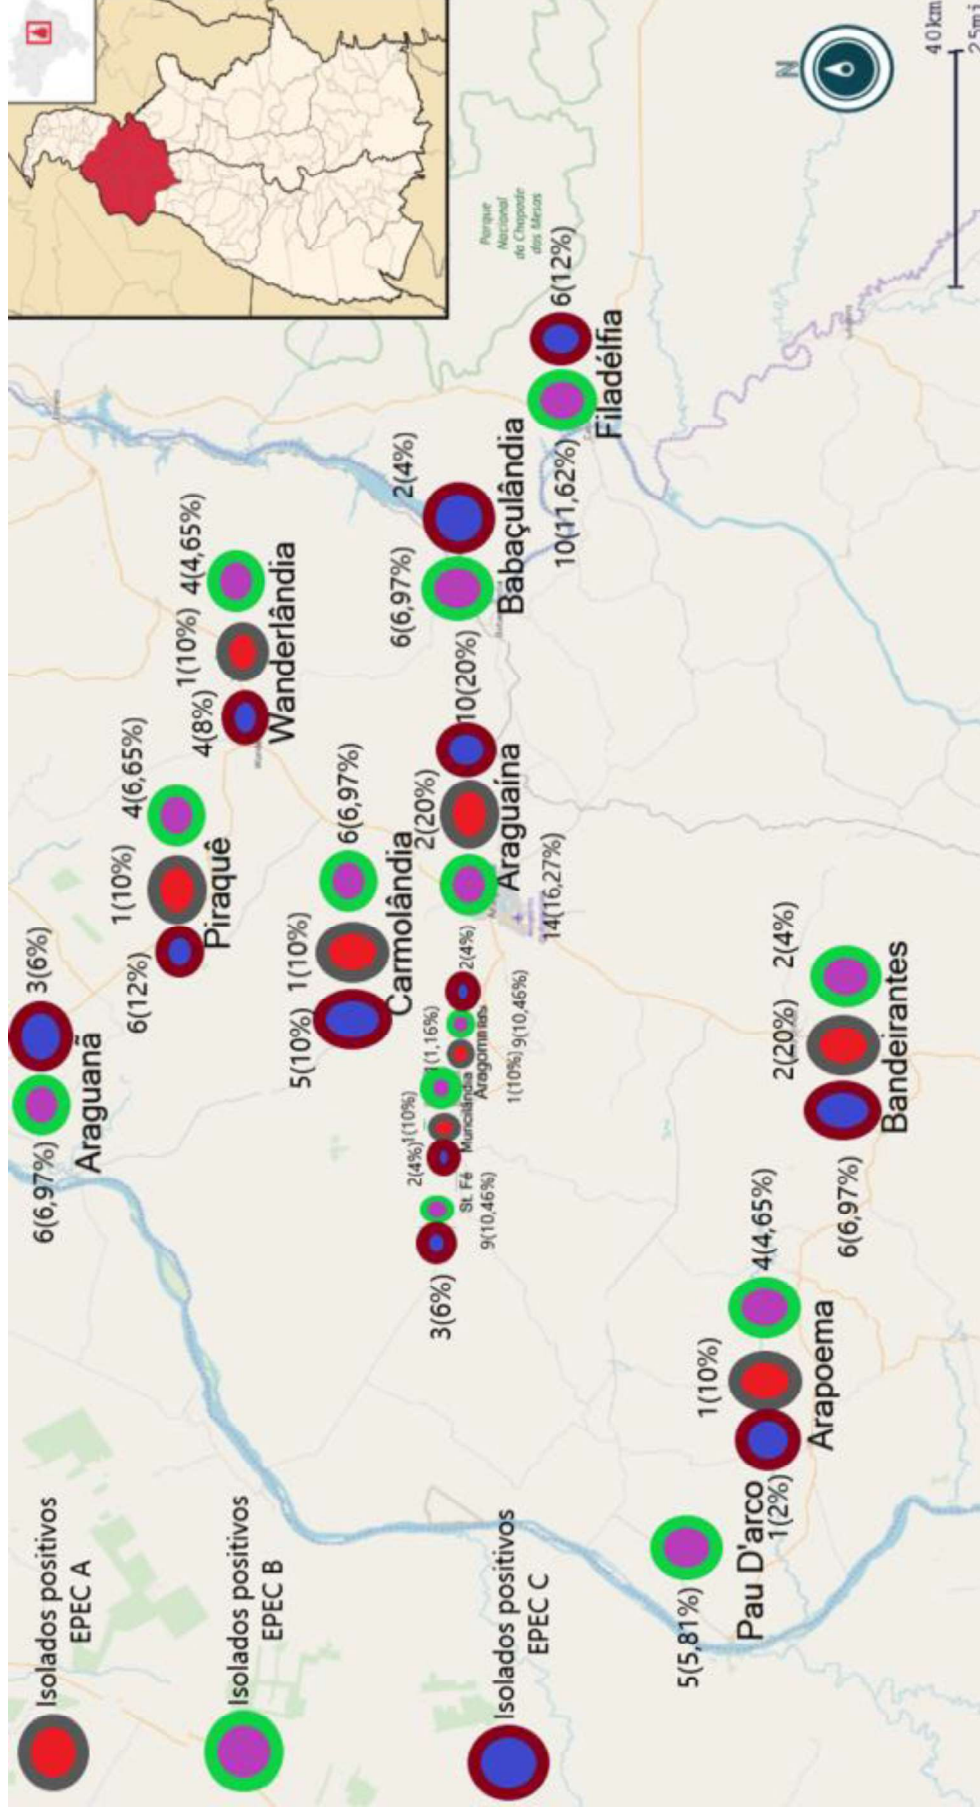 Isolados positivos
EPEC A
Isolados positivos
EPEC B
Isolados positivos
EPEC C
6(6,97%)
3(6%)
Araguanã
6(12%)
1(10%)
4(6,65%)
Piraquê
4(8%)
1(10%)
4(4,65%)
Wanderlândia
5(10%)
1(10%)
6(6,97%)
Carmolândia
3(6%)
9(10,46%)
St. Fé
2(4%)
1(10%)
1(1,16%)
Muricilândia
1(10%)
9(10,46%)
2(4%)
Aragominas
14(16,27%)
2(20%)
10(20%)
Araguaína
6(6,97%)
2(4%)
Babaçulândia
10(11,62%)
6(12%)
Filadélfia
Parque
Nacional
da Chapada
das Mesas
5(5,81%)
Pau D'arco
1(2%)
1(10%)
4(4,65%)
Arapoema
6(6,97%)
2(20%)
2(4%)
Bandeirantes
N
40km
25mi